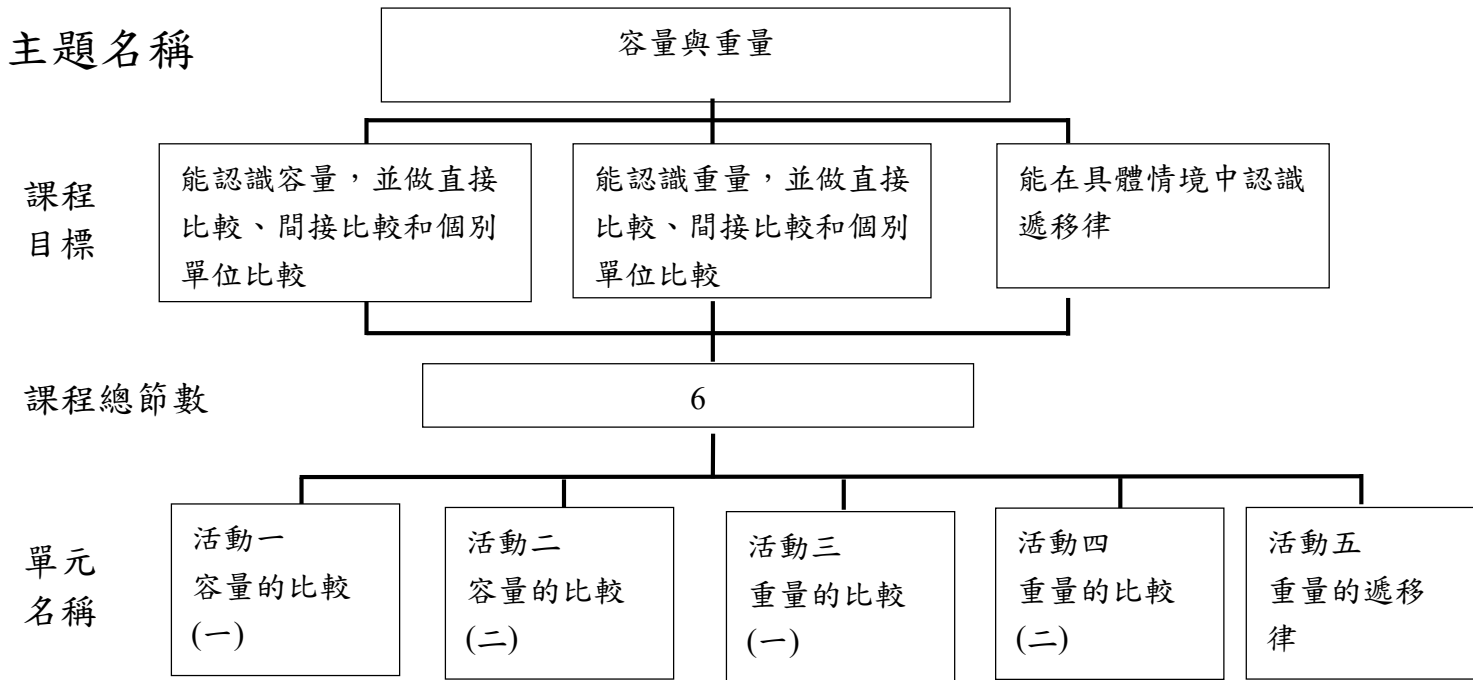 主題名稱
容量與重量
課程
目標
能認識容量，並做直接
比較、間接比較和個別
單位比較
能認識重量，並做直接
比較、間接比較和個別
單位比較
能在具體情境中認識
遞移律
課程總節數
6
單元
名稱
活動一
容量的比較
(一)
活動二
容量的比較
(二)
活動三
重量的比較
(一)
活動四
重量的比較
(二)
活動五
重量的遞移
律